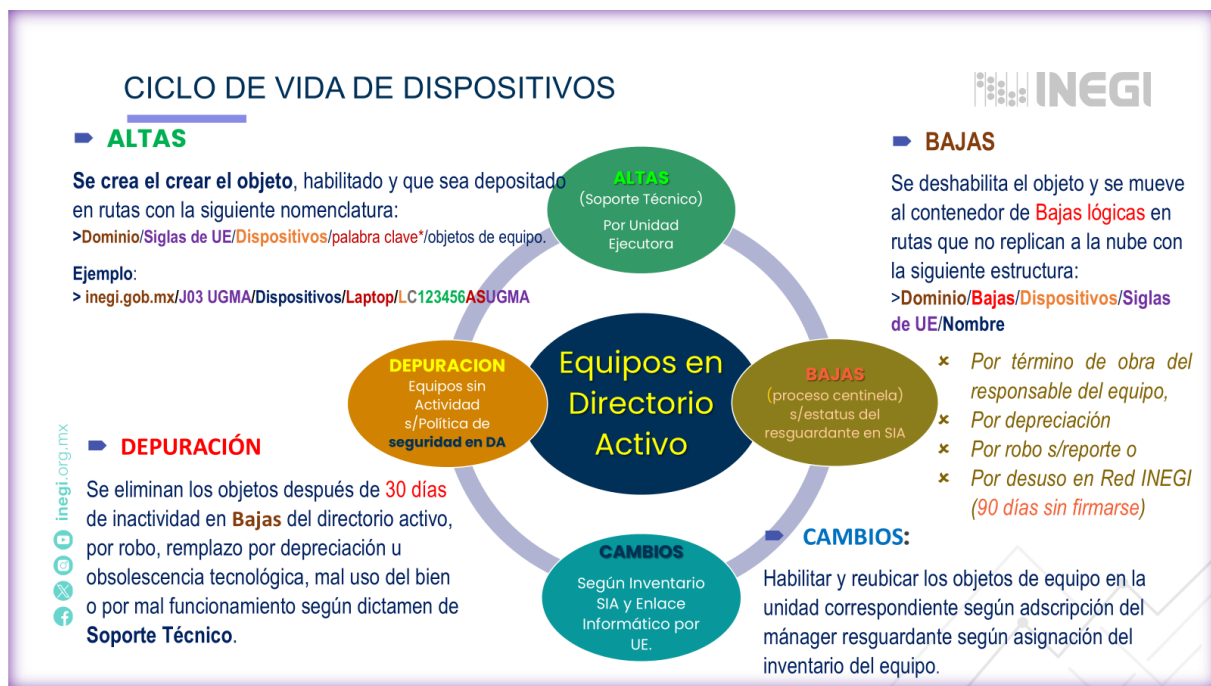 CICLO DE VIDA DE DISPOSITIVOS
INEGI
ALTAS
Se crea el crear el objeto, habilitado y que sea depositado
en rutas con la siguiente nomenclatura:
>Dominio/Siglas de UE/Dispositivos/palabra clave*/objetos de equipo.
Ejemplo:
> inegi.gob.mx/J03 UGMA/Dispositivos/Laptop/LC123456ASUGMA
ALTAS
(Soporte Técnico)
Por Unidad
Ejecutora
BAJAS
Se deshabilita el objeto y se mueve
al contenedor de Bajas lógicas en
rutas que no replican a la nube con
la siguiente estructura:
>Dominio/Bajas/Dispositivos/Siglas
de UE/Nombre
× Por término de obra del
responsable del equipo,
× Por depreciación
× Por robo s/reporte o
× Por desuso en Red INEGI
(90 días sin firmarse)
DEPURACION
Equipos sin
Actividad
s/Política de
seguridad en DA
Equipos en
Directorio
Activo
BAJAS
(proceso centinela)
s/estatus del
resguardante en SIA
DEPURACIÓN
Se eliminan los objetos después de 30 días
de inactividad en Bajas del directorio activo,
por robo, remplazo por depreciación u
obsolescencia tecnológica, mal uso del bien
o por mal funcionamiento según dictamen de
Soporte Técnico.
CAMBIOS
Según Inventario
SIA y Enlace
Informático por
UE.
CAMBIOS:
Habilitar y reubicar los objetos de equipo en la
unidad correspondiente según adscripción del
mánager resguardante según asignación del
inventario del equipo.
inegi.org.mx